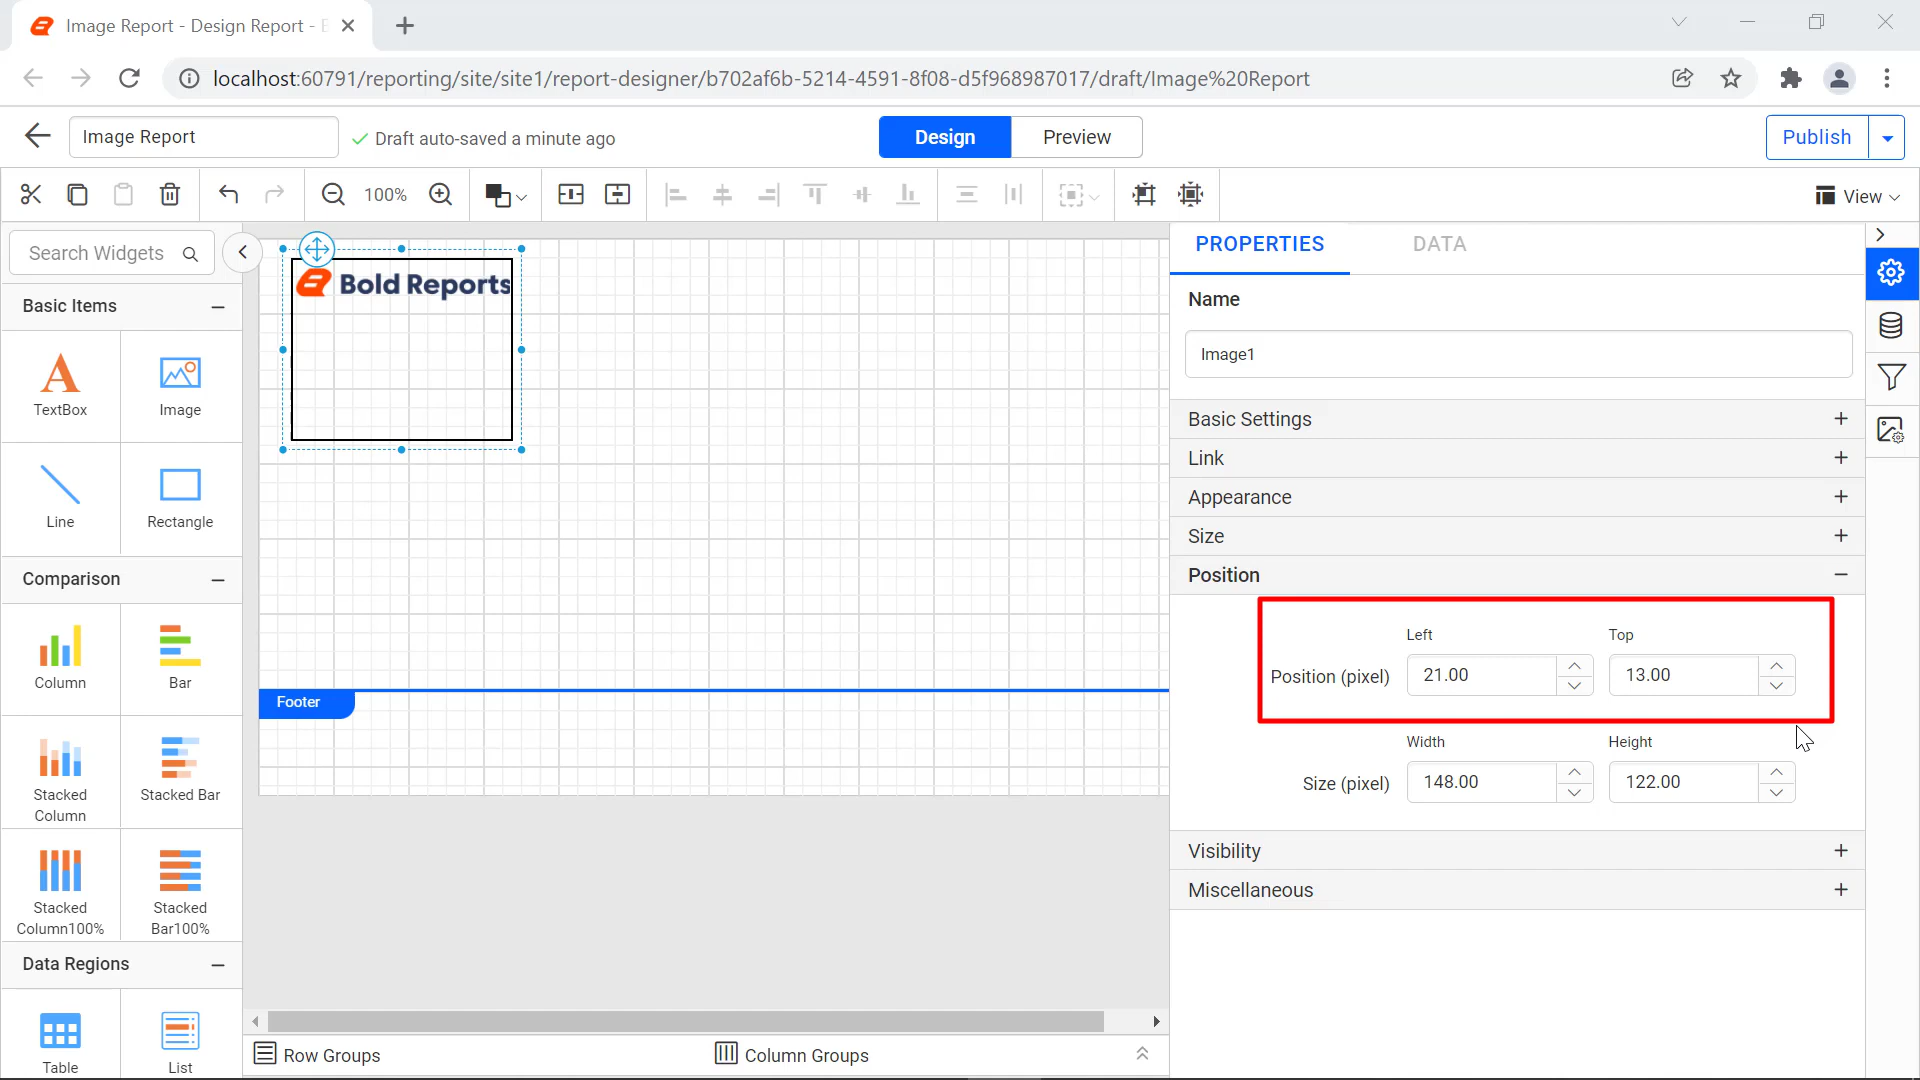 Image Report - Design Report -
localhost:60791/reporting/site/site1/report-designer/b702af6b-5214-4591-8f08-d5f968987017/draft/Image%20Report
Image Report
Draft auto-saved a minute ago
Design
Preview
Publish
100%
View
Search Widgets
Basic Items
TextBox
Image
Line
Rectangle
Comparison
Column
Bar
Stacked
Column
Stacked Bar
Stacked
Column100%
Stacked
Bar100%
Data Regions
Table
List
Bold Reports
Footer
Row Groups
Column Groups
PROPERTIES
DATA
Name
Image1
Basic Settings
Link
Appearance
Size
Position
Left
Top
Position (pixel)
21.00
13.00
Width
Height
Size (pixel)
148.00
122.00
Visibility
Miscellaneous